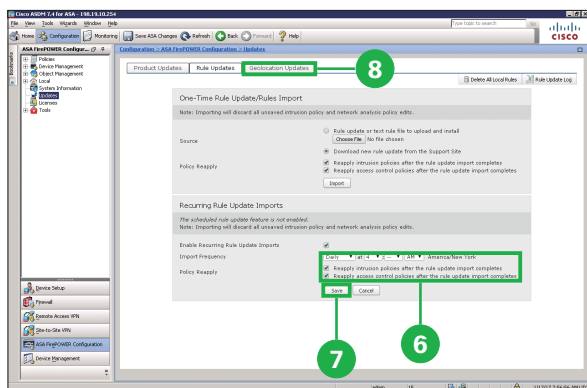 Cisco ASDM 7.4 for ASA - 198.19.10.254
File View Tools Wizards Window Help
Type topic to search
Go
Home Configuration Monitoring Save ASA Changes Refresh Back Forward Help
CISCO
Bookmarks
ASA FirePOWER Configur...
Policies
Device Management
Object Management
Local
System Information
Updates
Licenses
Tools
Configuration > ASA FirePOWER Configuration > Updates
Product Updates Rule Updates Geolocation Updates
8
Delete All Local Rules Rule Update Log
One-Time Rule Update/Rules Import
Note: Importing will discard all unsaved intrusion policy and network analysis policy edits.
Source
Rule update or text rule file to upload and install
Choose File No file chosen
Download new rule update from the Support Site
Policy Reapply
Reapply intrusion policies after the rule update import completes
Reapply access control policies after the rule update import completes
Import
Recurring Rule Update Imports
The scheduled rule update feature is not enabled.
Note: Importing will discard all unsaved intrusion policy and network analysis policy edits.
Enable Recurring Rule Update Imports
Import Frequency
Daily at 4 : -- AM America/New York
Policy Reapply
Reapply intrusion policies after the rule update import completes
Reapply access control policies after the rule update import completes
Save Cancel
7
6
Device Setup
Firewall
Remote Access VPN
Site-to-Site VPN
ASA FirePOWER Configuration
Device Management
admin 15